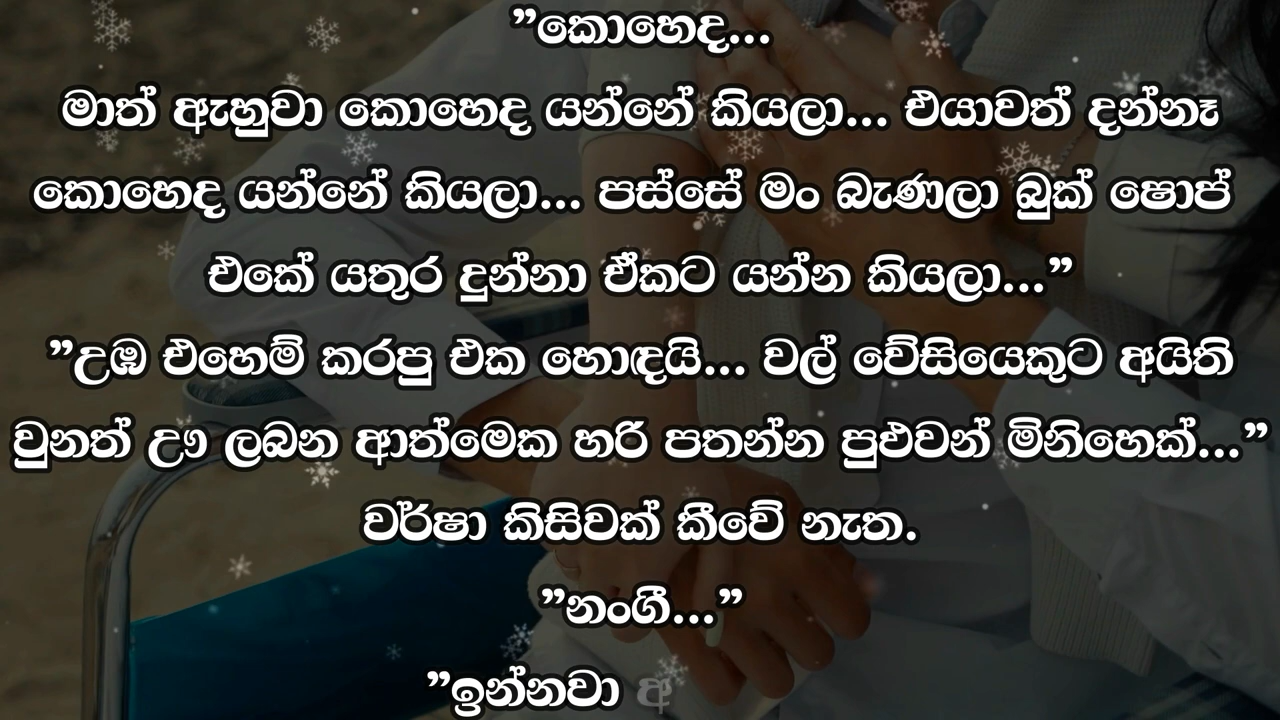 ”කොහෙද...
මාත් ඇහුවා කොහෙද යන්නේ කියලා... එයාවත් දන්නෑ
කොහෙද යන්නේ කියලා... පස්සේ මං බැණලා බුක් ෂොප්
එකේ යතුර දුන්නා ඒකට යන්න කියලා...”
”උඹ එහෙම් කරපු එක හොඳයි... වල් වේසියෙකුට අයිති
වුනත් ඌ ලබන ආත්මෙක හරි පතන්න පුළුවන් මිනිහෙක්...”
වර්ෂා කිසිවක් කීවේ නැත.
”නංගී...”
”ඉන්නවා අ